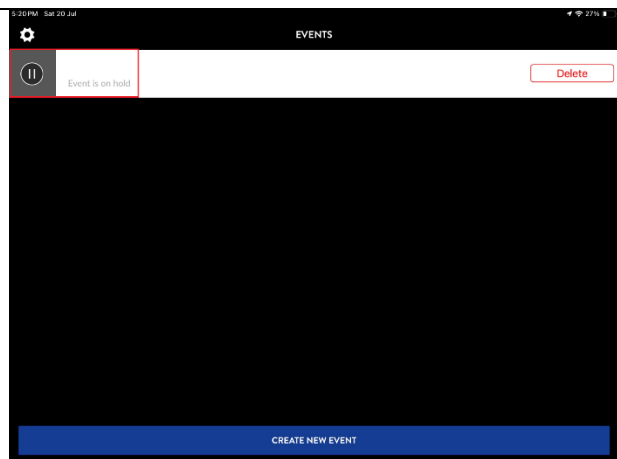 5:20 PM Sat 20 Jul 27%
EVENTS
Event is on hold
Delete
CREATE NEW EVENT